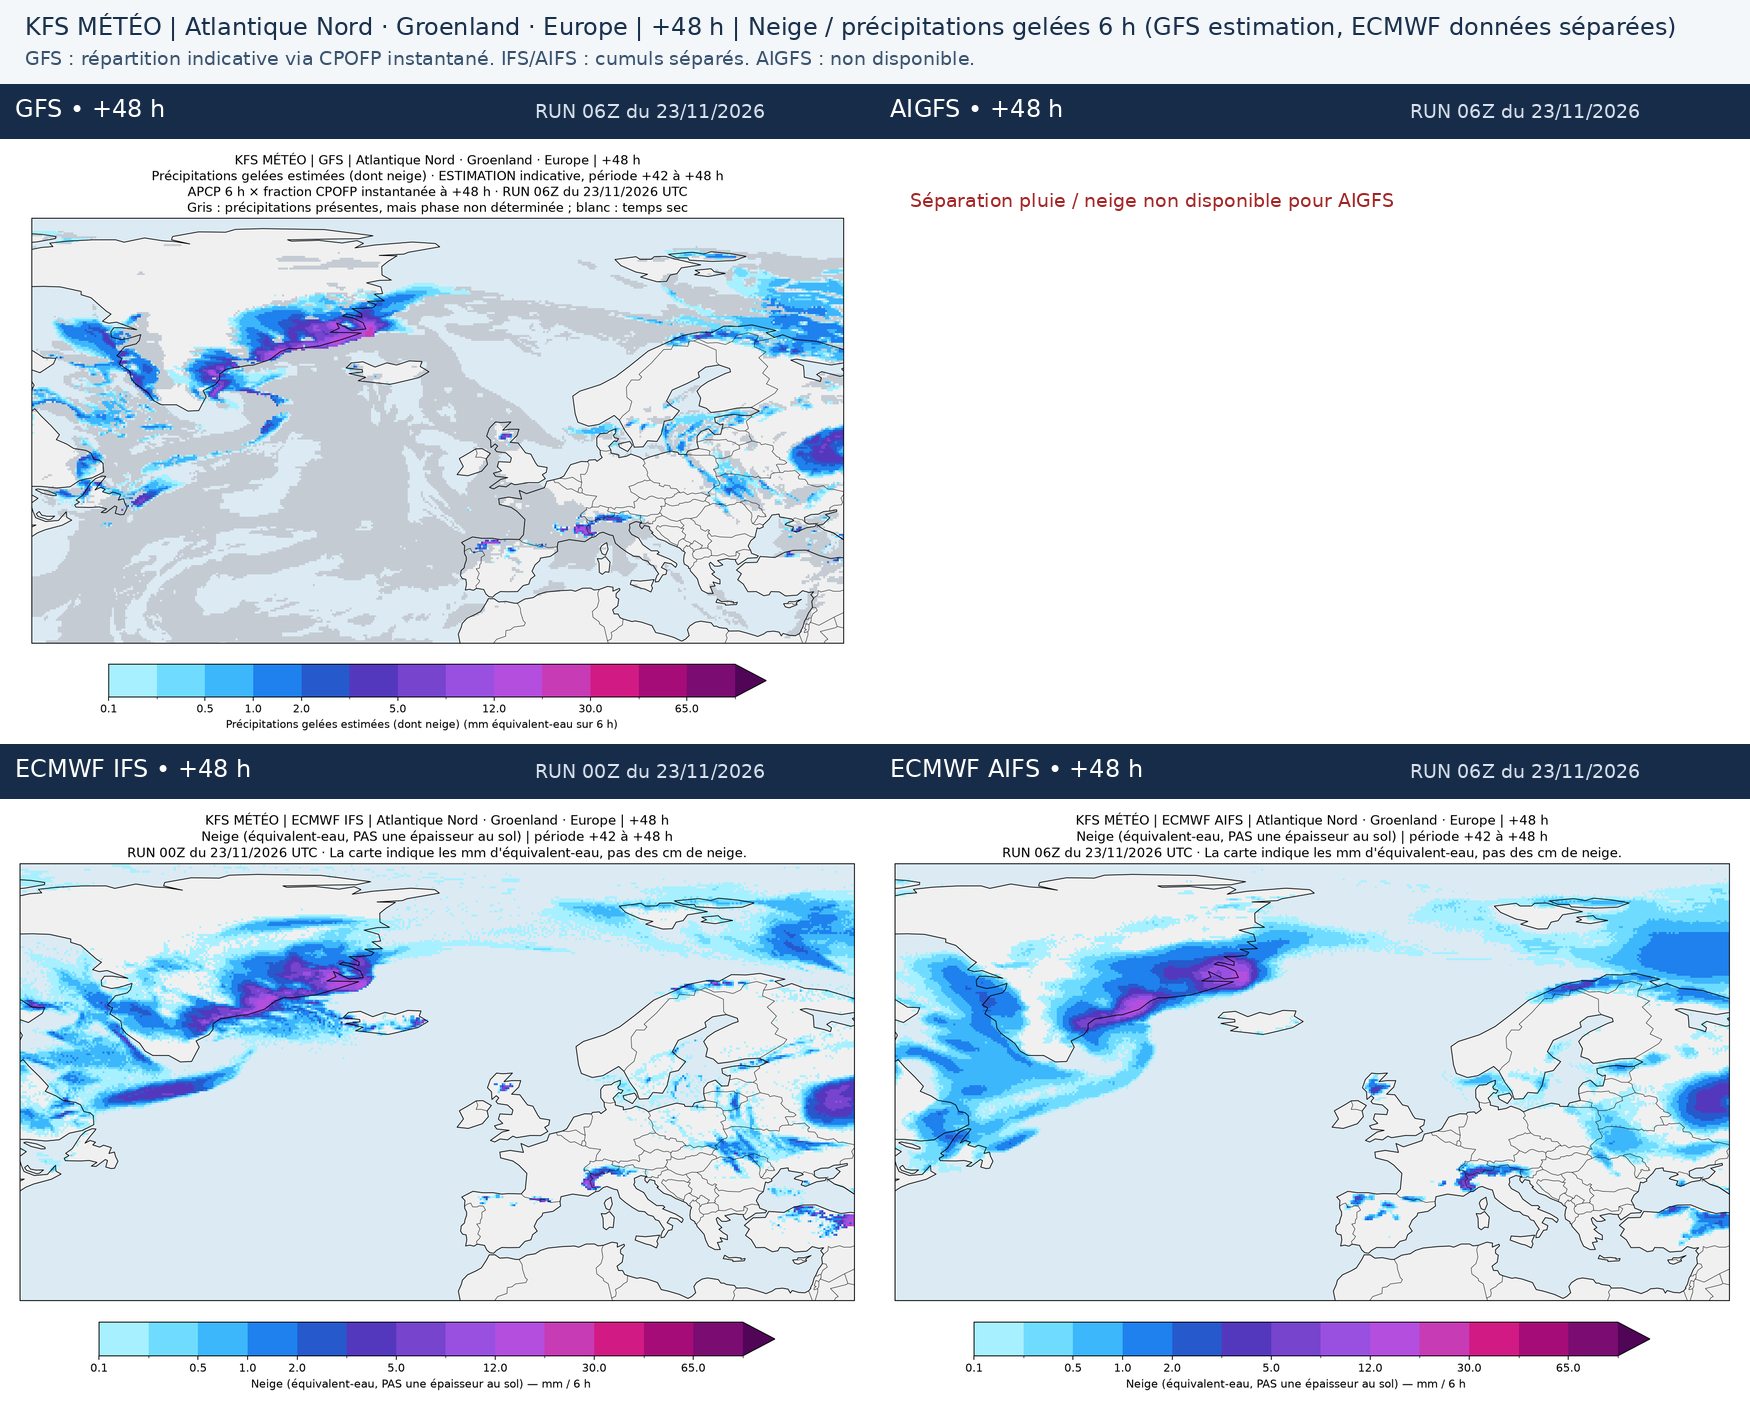 KFS MÉTÉO | Atlantique Nord · Groenland · Europe | +48 h | Neige / précipitations gelées 6 h (GFS estimation, ECMWF données séparées)
GFS : répartition indicative via CPOFP instantané. IFS/AIFS : cumuls séparés. AIGFS : non disponible.
GFS • +48 h
RUN 06Z du 23/11/2026
AIGFS • +48 h
RUN 06Z du 23/11/2026
KFS MÉTÉO | GFS | Atlantique Nord · Groenland · Europe | +48 h
Précipitations gelées estimées (dont neige) · ESTIMATION indicative, période +42 à +48 h
APCP 6 h × fraction CPOFP instantanée à +48 h · RUN 06Z du 23/11/2026 UTC
Gris : précipitations présentes, mais phase non déterminée ; blanc : temps sec
Séparation pluie / neige non disponible pour AIGFS
0.1 0.5 1.0 2.0 5.0 12.0 30.0 65.0
Précipitations gelées estimées (dont neige) (mm équivalent-eau sur 6 h)
ECMWF IFS • +48 h
RUN 00Z du 23/11/2026
ECMWF AIFS • +48 h
RUN 06Z du 23/11/2026
KFS MÉTÉO | ECMWF IFS | Atlantique Nord · Groenland · Europe | +48 h
Neige (équivalent-eau, PAS une épaisseur au sol) | période +42 à +48 h
RUN 00Z du 23/11/2026 UTC · La carte indique les mm d'équivalent-eau, pas des cm de neige.
KFS MÉTÉO | ECMWF AIFS | Atlantique Nord · Groenland · Europe | +48 h
Neige (équivalent-eau, PAS une épaisseur au sol) | période +42 à +48 h
RUN 06Z du 23/11/2026 UTC · La carte indique les mm d'équivalent-eau, pas des cm de neige.
0.1 0.5 1.0 2.0 5.0 12.0 30.0 65.0
Neige (équivalent-eau, PAS une épaisseur au sol) — mm / 6 h
0.1 0.5 1.0 2.0 5.0 12.0 30.0 65.0
Neige (équivalent-eau, PAS une épaisseur au sol) — mm / 6 h